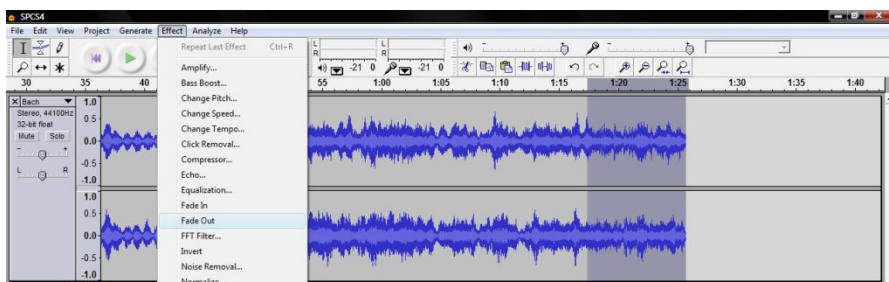 SPCS4
File Edit View Project Generate Effect Analyze Help
Repeat Last Effect Ctrl+R
Amplify...
Bass Boost...
Change Pitch...
Change Speed...
Change Tempo...
Click Removal...
Compressor...
Echo...
Equalization...
Fade In
Fade Out
FFT Filter...
Invert
Noise Removal...
Normalize...
L
R
L
R
-21 0
-21 0
30 35 40 55 1:00 1:05 1:10 1:15 1:20 1:25 1:30 1:35 1:40
X Bach
Stereo, 44100Hz
32-bit float
Mute Solo
- +
L R
1.0
0.5
0.0
-0.5
-1.0
1.0
0.5
0.0
-0.5
-1.0